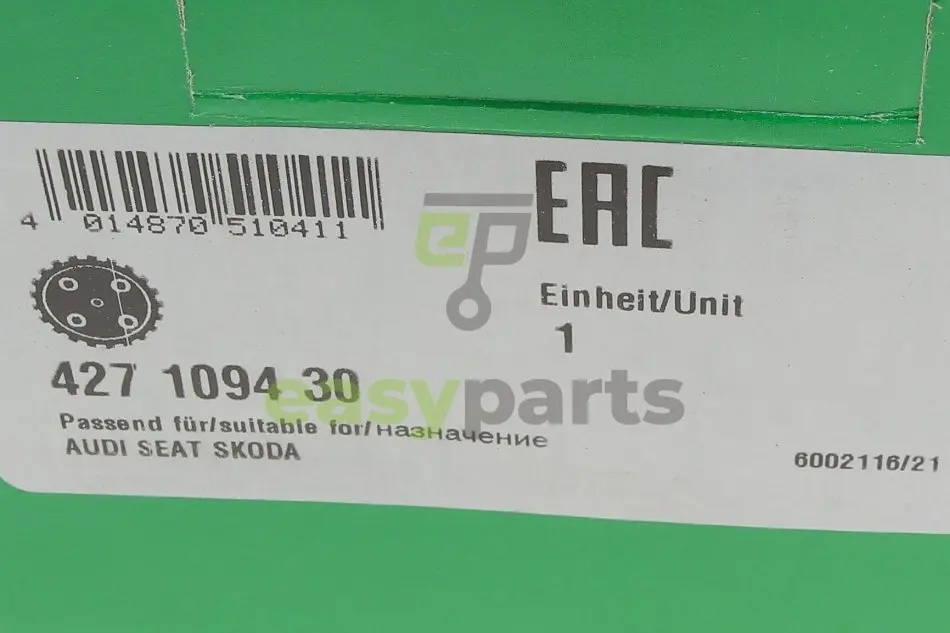 4 014870 510411
EAC
Einheit/Unit
1
427 1094 30
Passend für/suitable for/назначение
AUDI SEAT SKODA
6002116/21
ep
easyparts